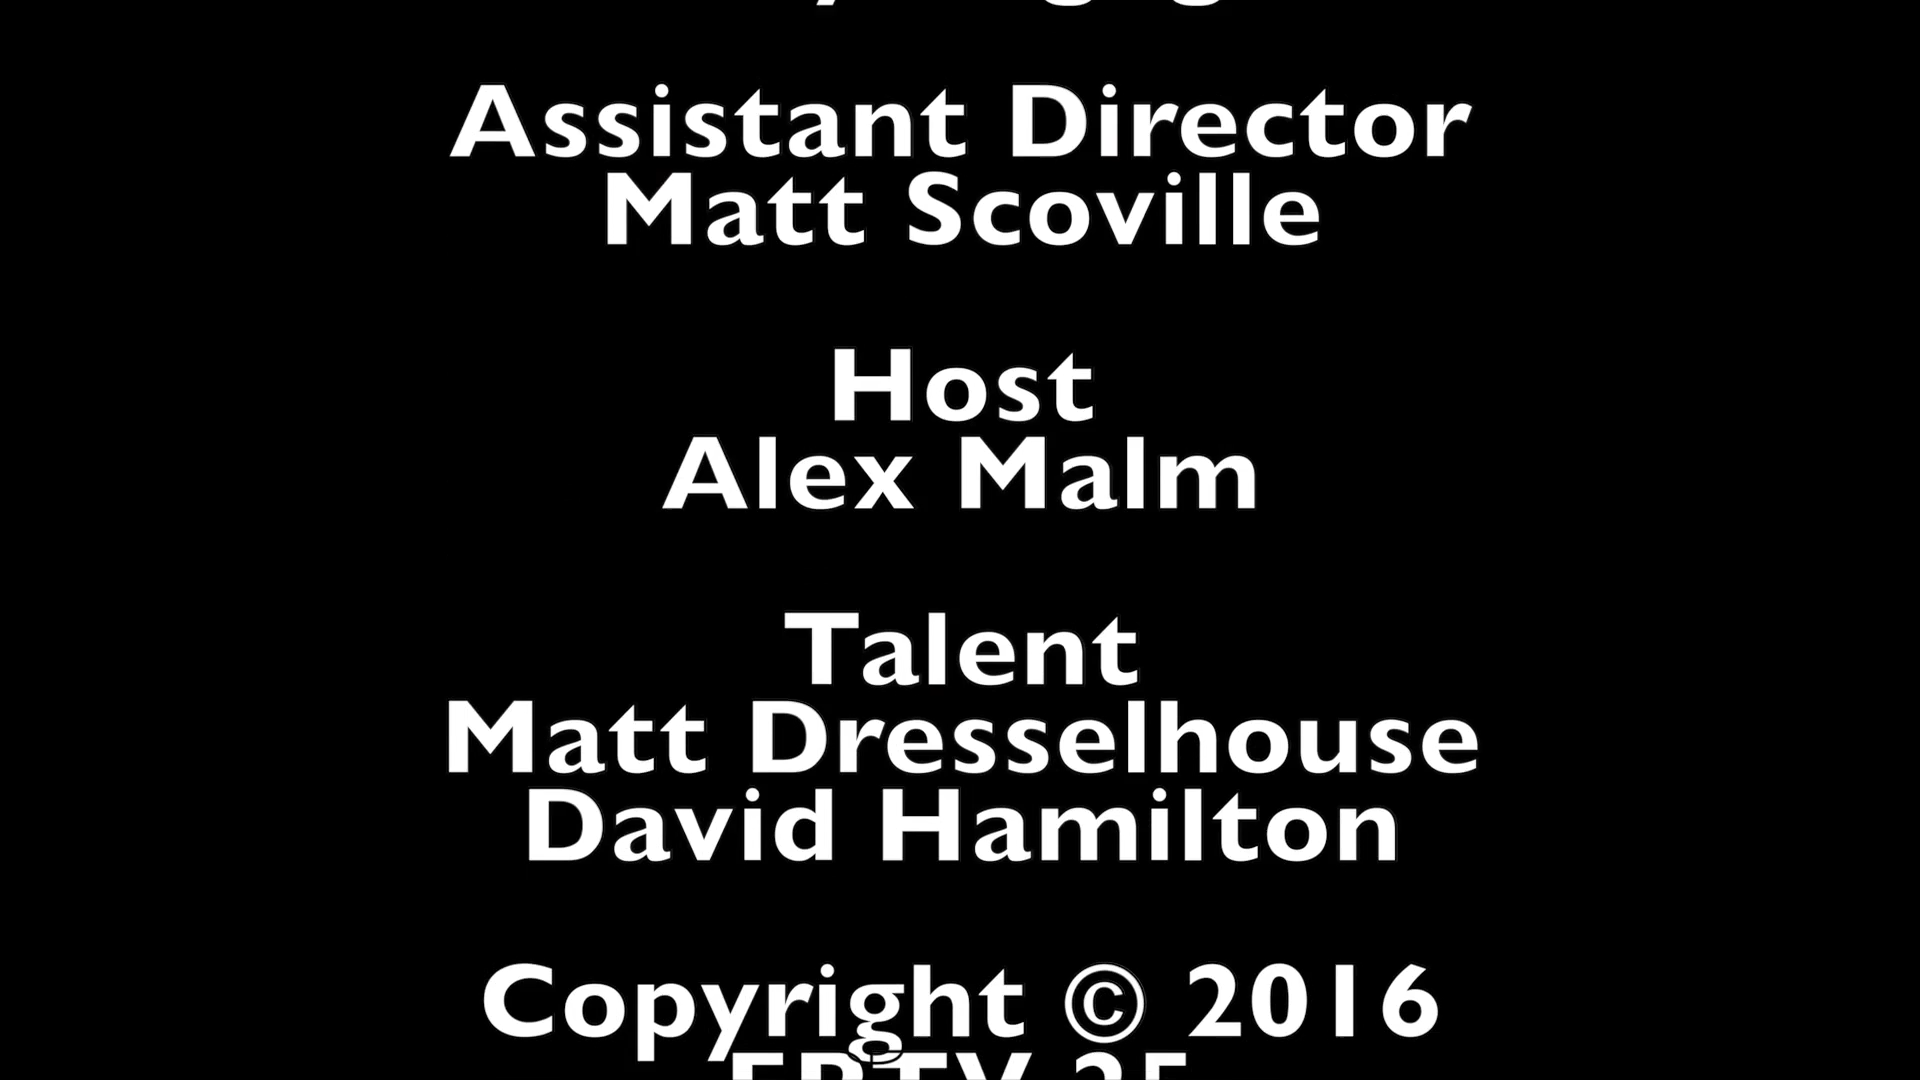 Assistant Director
Matt Scoville
Host
Alex Malm
Talent
Matt Dresselhouse
David Hamilton
Copyright © 2016